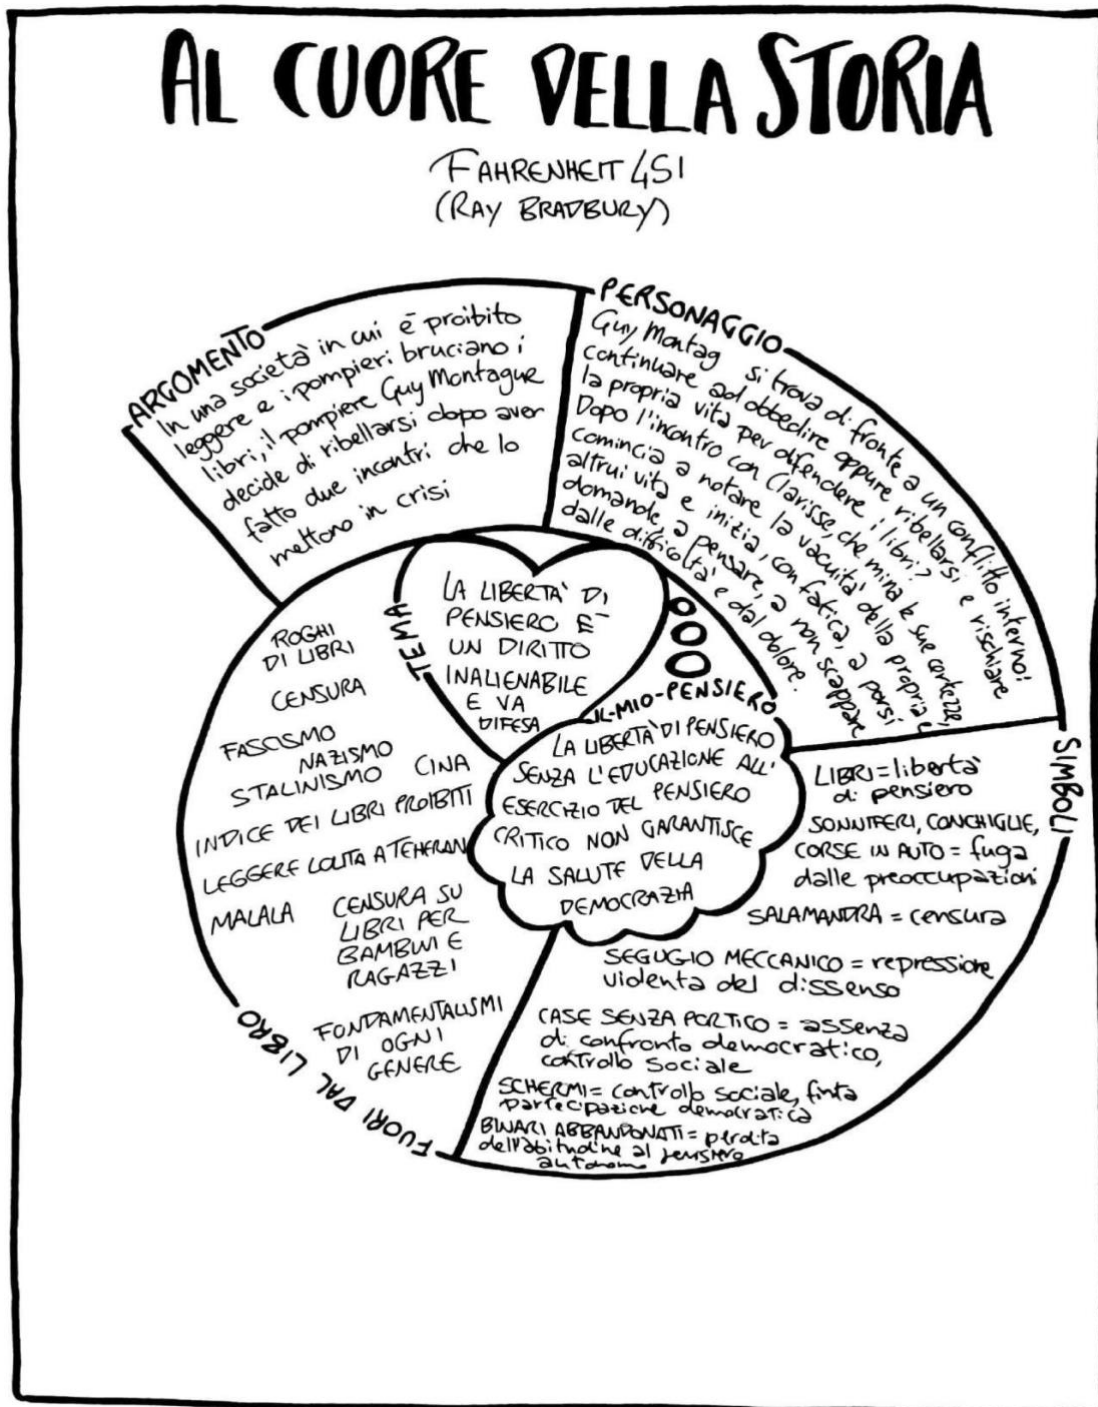 AL CUORE DELLA STORIA
FAHRENHEIT 451
(RAY BRADBURY)
ARGOMENTO
In una società in cui è proibito
leggere e i pompieri bruciano i
libri, il pompiere Guy Montague
decide di ribellarsi dopo aver
fatto due incontri che lo
mettono in crisi
PERSONAGGIO
Guy Montag si trova di fronte a un conflitto interno:
continuare ad obbedire oppure ribellarsi e rischiare
la propria vita per difendere i libri?
Dopo l'incontro con Clarisse, che mina le sue certezze,
comincia a notare la vacuità della propria e
altrui vita e inizia, con fatica, a porsi
domande, a pensare, a non scappare
dalle difficoltà e dal dolore.
TEMA
LA LIBERTA' DI
PENSIERO E'
UN DIRITTO
INALIENABILE
E VA
DIFESA
IL-MIO-PENSIERO
LA LIBERTÀ DI PENSIERO
SENZA L'EDUCAZIONE ALL'
ESERCIZIO DEL PENSIERO
CRITICO NON GARANTISCE
LA SALUTE DELLA
DEMOCRAZIA
SIMBOLI
LIBRI = libertà
di pensiero
SONNIFERI, CONCHIGLIE,
CORSE IN AUTO = fuga
dalle preoccupazioni
SALAMANDRA = censura
SEGUGIO MECCANICO = repressione
violenta del dissenso
CASE SENZA PORTICO = assenza
di confronto democratico,
controllo sociale
SCHERMI = controllo sociale, finta
partecipazione democratica
BINARI ABBANDONATI = perdita
dell'abitudine al pensiero
autonomo
FUORI DAL LIBRO
ROGHI
DI LIBRI
CENSURA
FASCISMO
NAZISMO
STALINISMO CINA
INDICE DEI LIBRI PROIBITI
LEGGERE LOLITA A TEHERAN
MALALA
CENSURA SU
LIBRI PER
BAMBINI E
RAGAZZI
FONDAMENTALISMI
DI OGNI
GENERE